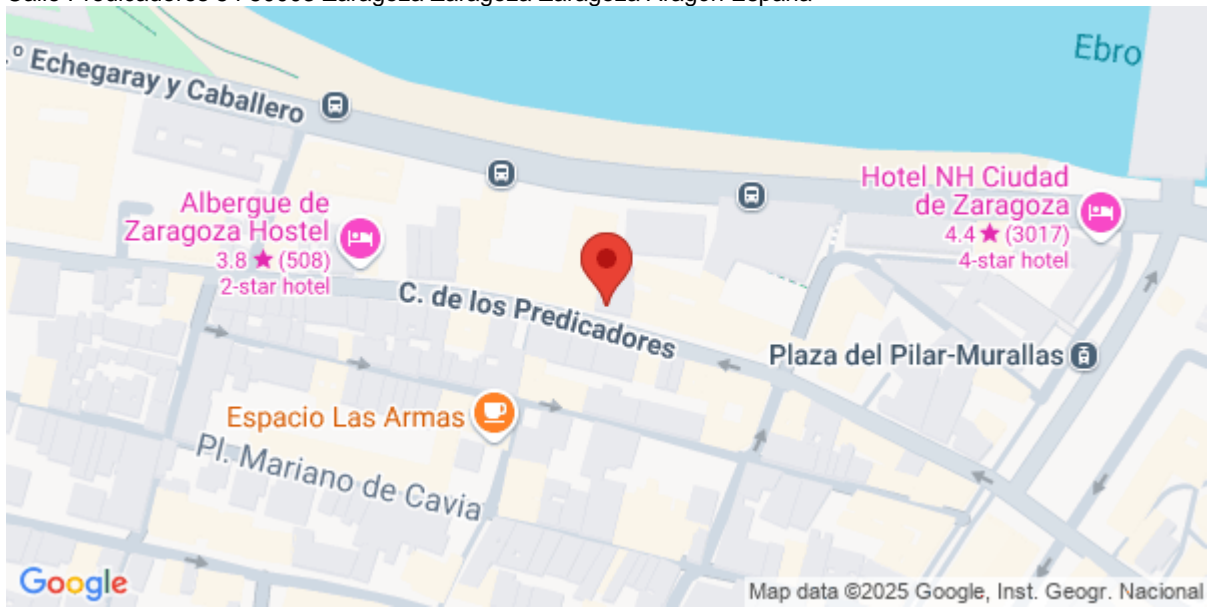 Ebro
.º Echegaray y Caballero
Hotel NH Ciudad
de Zaragoza
4.4★ (3017)
4-star hotel
Albergue de
Zaragoza Hostel
3.8★ (508)
2-star hotel
C. de los Predicadores
Plaza del Pilar-Murallas
Espacio Las Armas
Pl. Mariano de Cavia
Google
Map data ©2025 Google, Inst. Geogr. Nacional